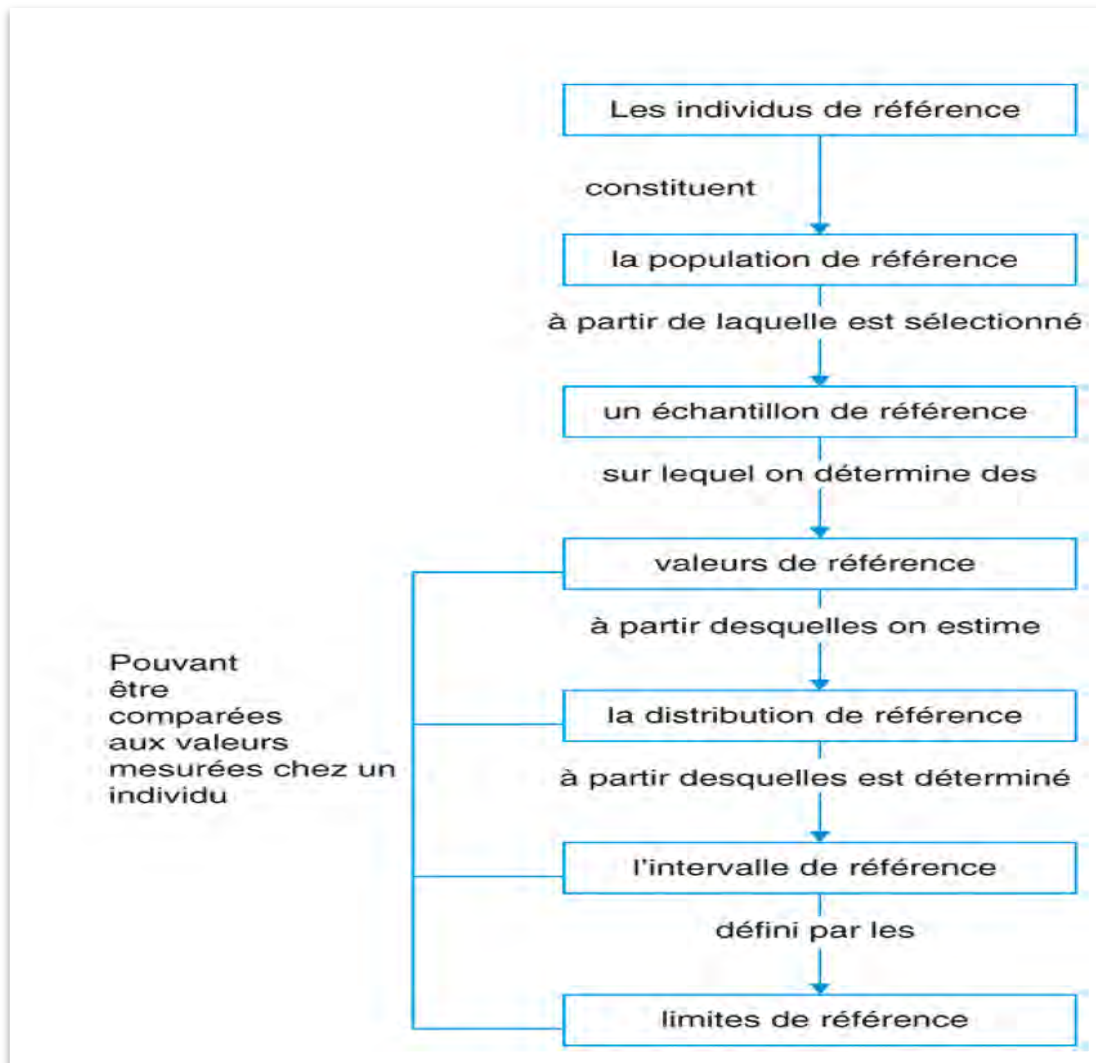 Les individus de référence
constituent
la population de référence
à partir de laquelle est sélectionné
un échantillon de référence
sur lequel on détermine des
valeurs de référence
à partir desquelles on estime
la distribution de référence
à partir desquelles est déterminé
l'intervalle de référence
défini par les
limites de référence
Pouvant
être
comparées
aux valeurs
mesurées chez un
individu